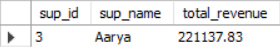 sup_id sup_name total_revenue
3 Aarya 221137.83